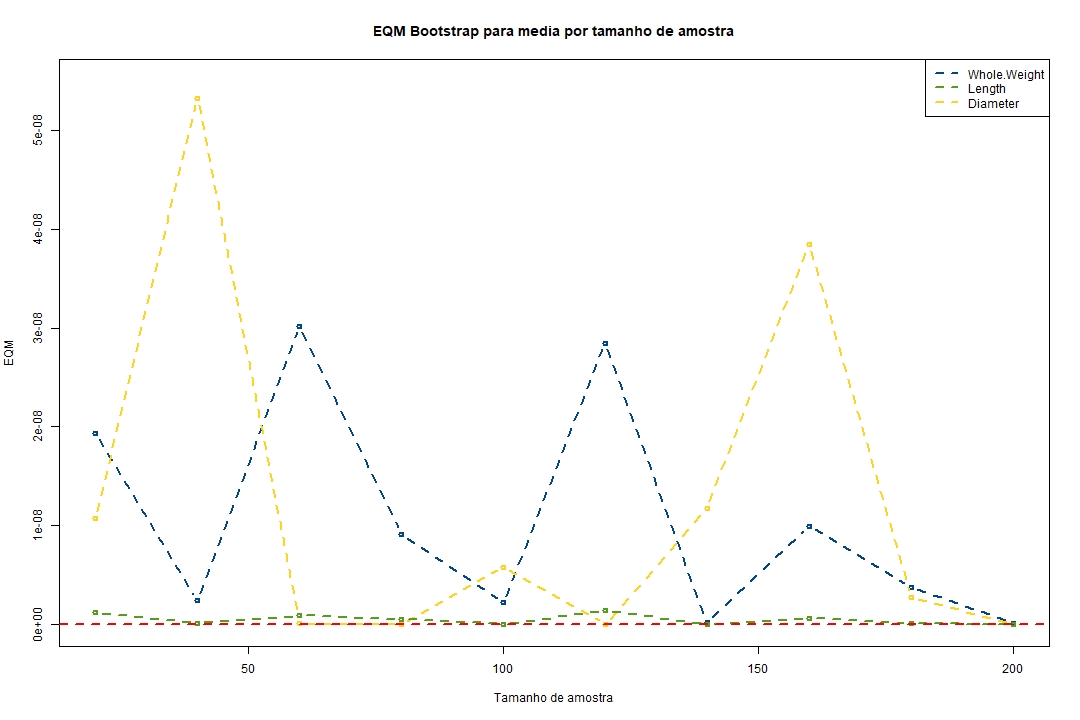 EQM Bootstrap para media por tamanho de amostra
Whole.Weight
Length
Diameter
5e-08
4e-08
3e-08
2e-08
1e-08
0e+00
EQM
50
100
150
200
Tamanho de amostra